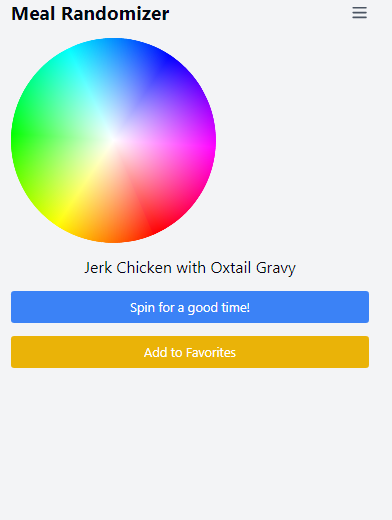 Meal Randomizer
Jerk Chicken with Oxtail Gravy
Spin for a good time!
Add to Favorites